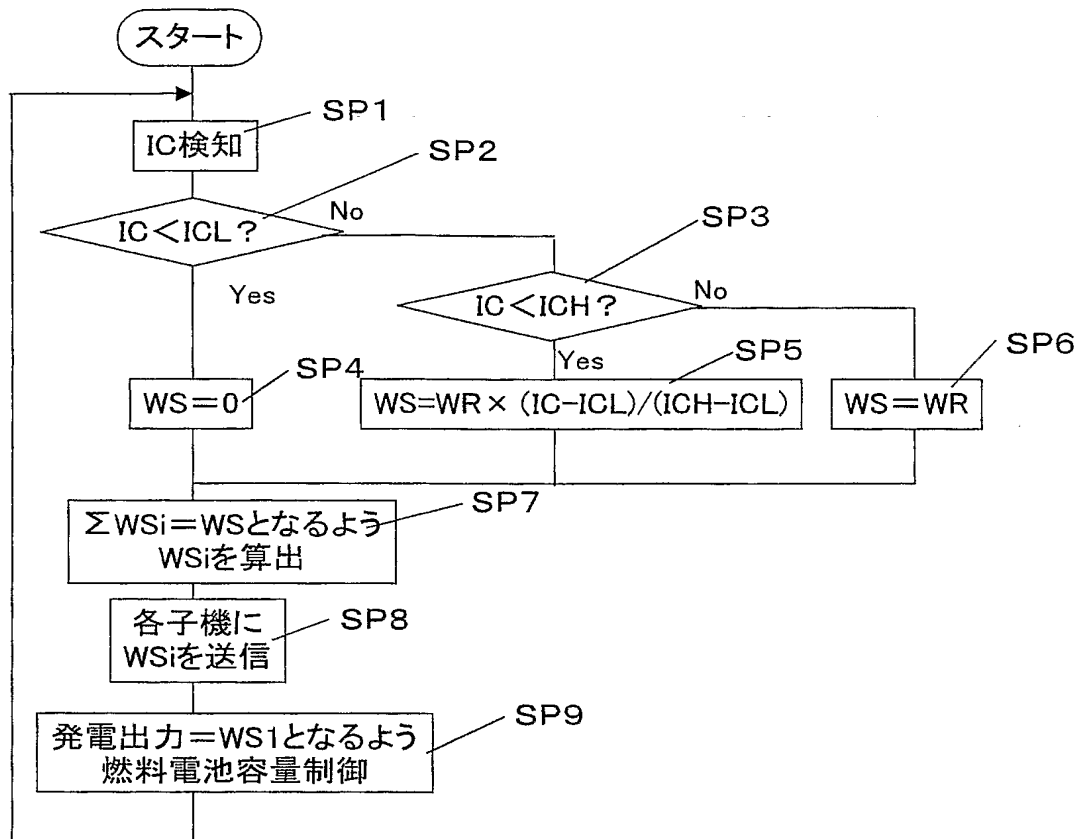 スタート
SP1
IC検知
SP2
IC<ICL?
No
SP3
Yes
IC<ICH?
No
SP4
Yes
SP5
SP6
WS=0
WS=WR×(IC-ICL)/(ICH-ICL)
WS=WR
SP7
ΣWSi=WSとなるよう
WSiを算出
各子機に
WSiを送信
SP8
SP9
発電出力=WS1となるよう
燃料電池容量制御